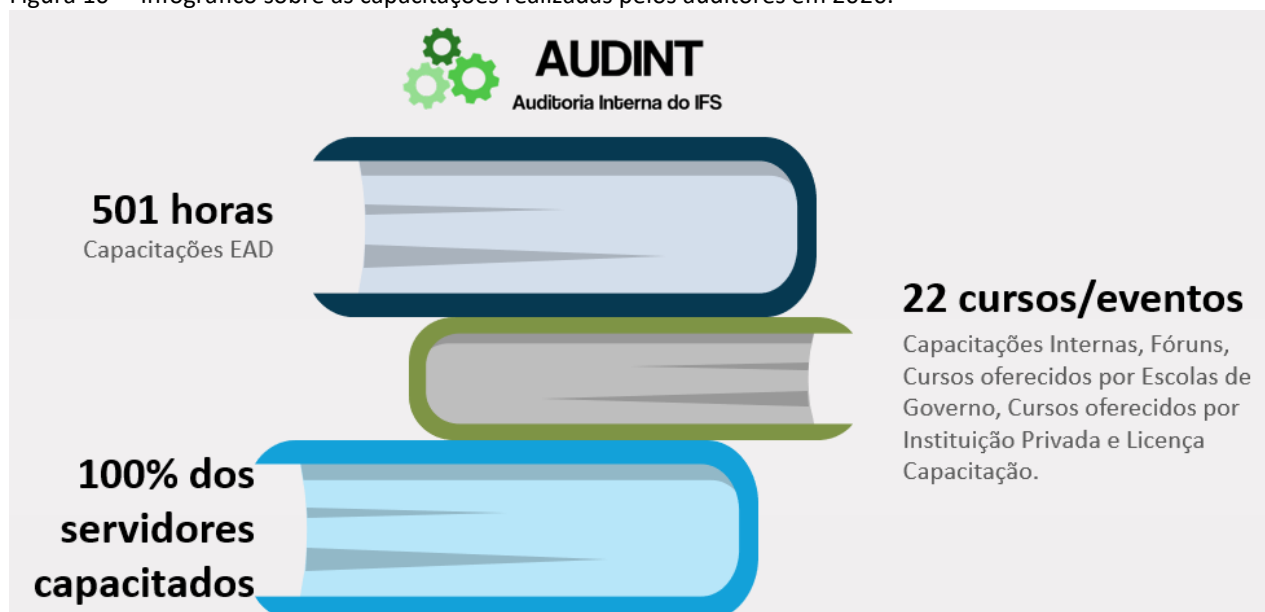 AUDINT
Auditoria Interna do IFS
501 horas
Capacitações EAD
22 cursos/eventos
Capacitações Internas, Fóruns,
Cursos oferecidos por Escolas de
Governo, Cursos oferecidos por
Instituição Privada e Licença
Capacitação.
100% dos
servidores
capacitados